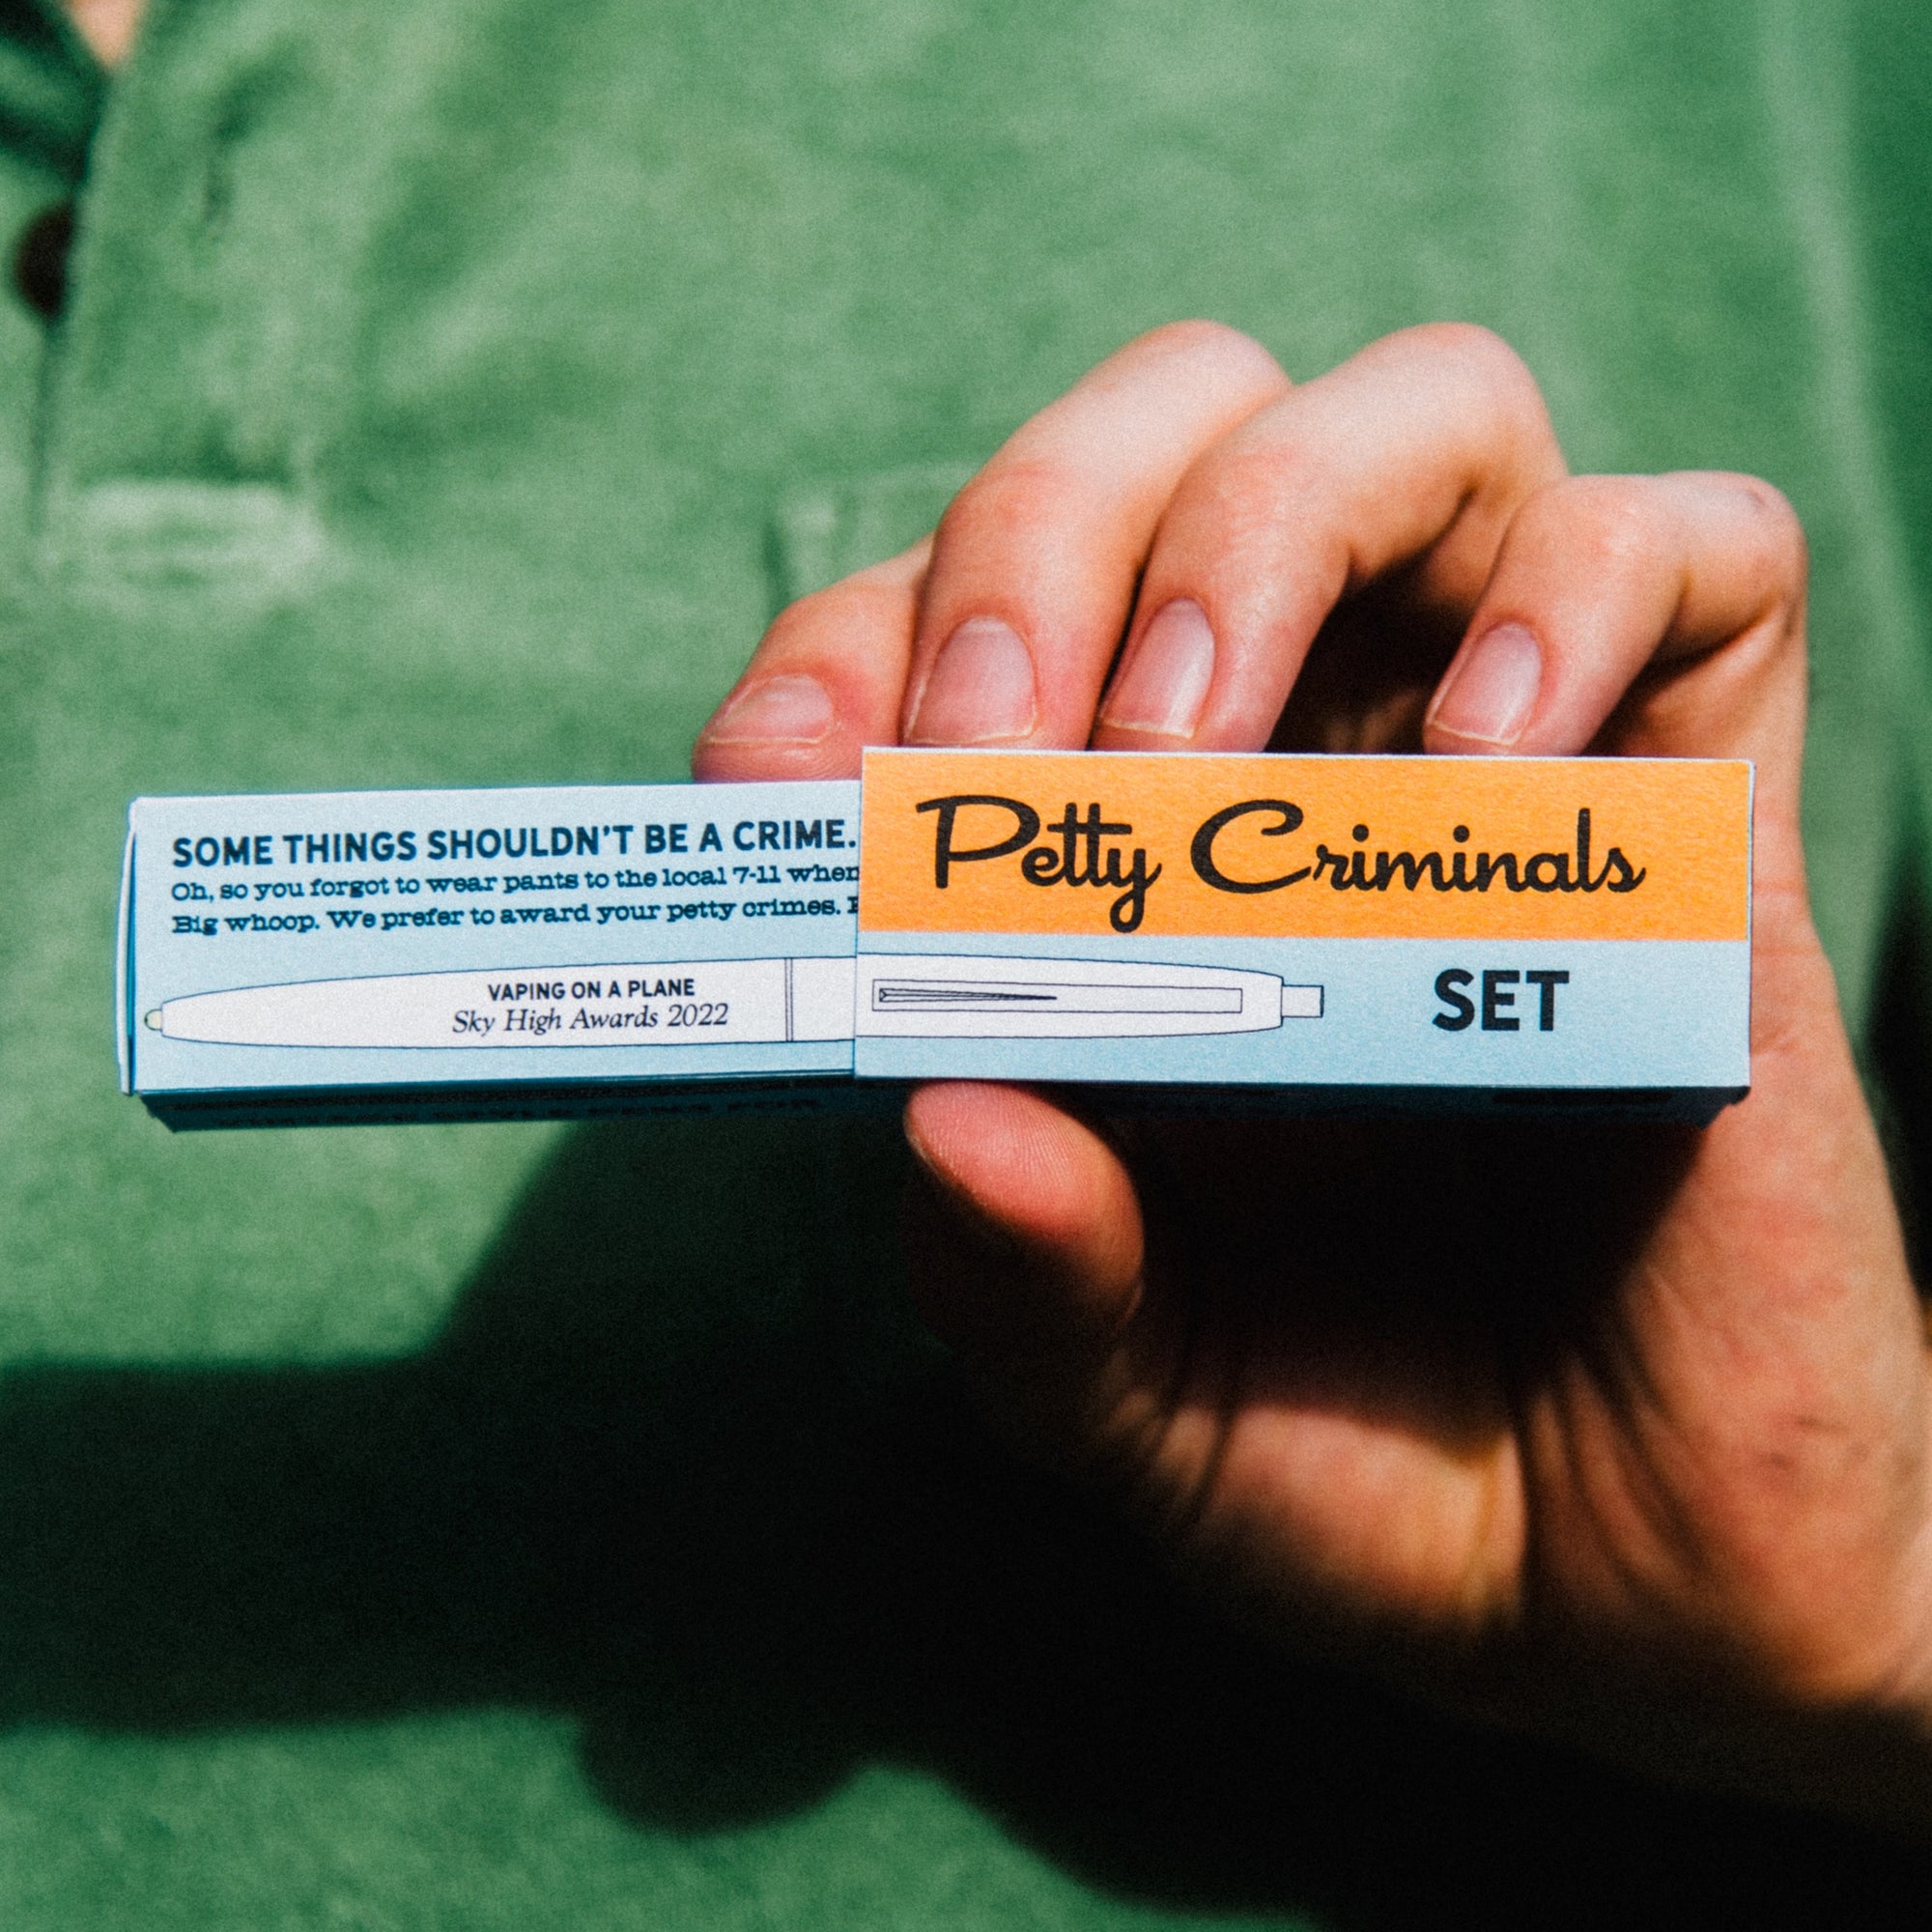 SOME THINGS SHOULDN'T BE A CRIME.
Oh, so you forgot to wear pants to the local 7-11 when
Big whoop. We prefer to award your petty crimes.
VAPING ON A PLANE
Sky High Awards 2022
Petty Criminals
SET